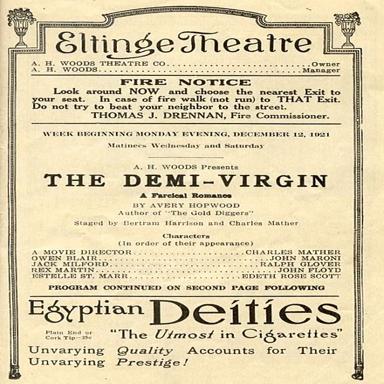 Eltinge Theatre
A. H. WOODS THEATRE CO. Owner
A. H. WOODS Manager
FIRE NOTICE
Look around NOW and choose the nearest Exit to
your seat. In case of fire walk (not run) to THAT Exit.
Do not try to beat your neighbor to the street.
THOMAS J. DRENNAN, Fire Commissioner.
WEEK BEGINNING MONDAY EVENING, DECEMBER 12, 1921
Matinees Wednesday and Saturday
A. H. WOODS Presents
THE DEMI-VIRGIN
A Farcical Romance
BY AVERY HOPWOOD
Author of "The Gold Diggers"
Staged by Bertram Harrison and Charles Mather
Characters
(In order of their appearance)
A MOVIE DIRECTOR CHARLES MATHER
OWEN BLAIR JOHN MARONI
JACK MILFORD RALPH GLOVER
REX MARTIN JOHN FLOYD
ESTELLE ST. MARR EDETH ROSE SCOTT
PROGRAM CONTINUED ON SECOND PAGE FOLLOWING
Egyptian Deities
Plain End or
Cork Tip—35c
"The Utmost in Cigarettes"
Unvarying Quality Accounts for Their
Unvarying Prestige!